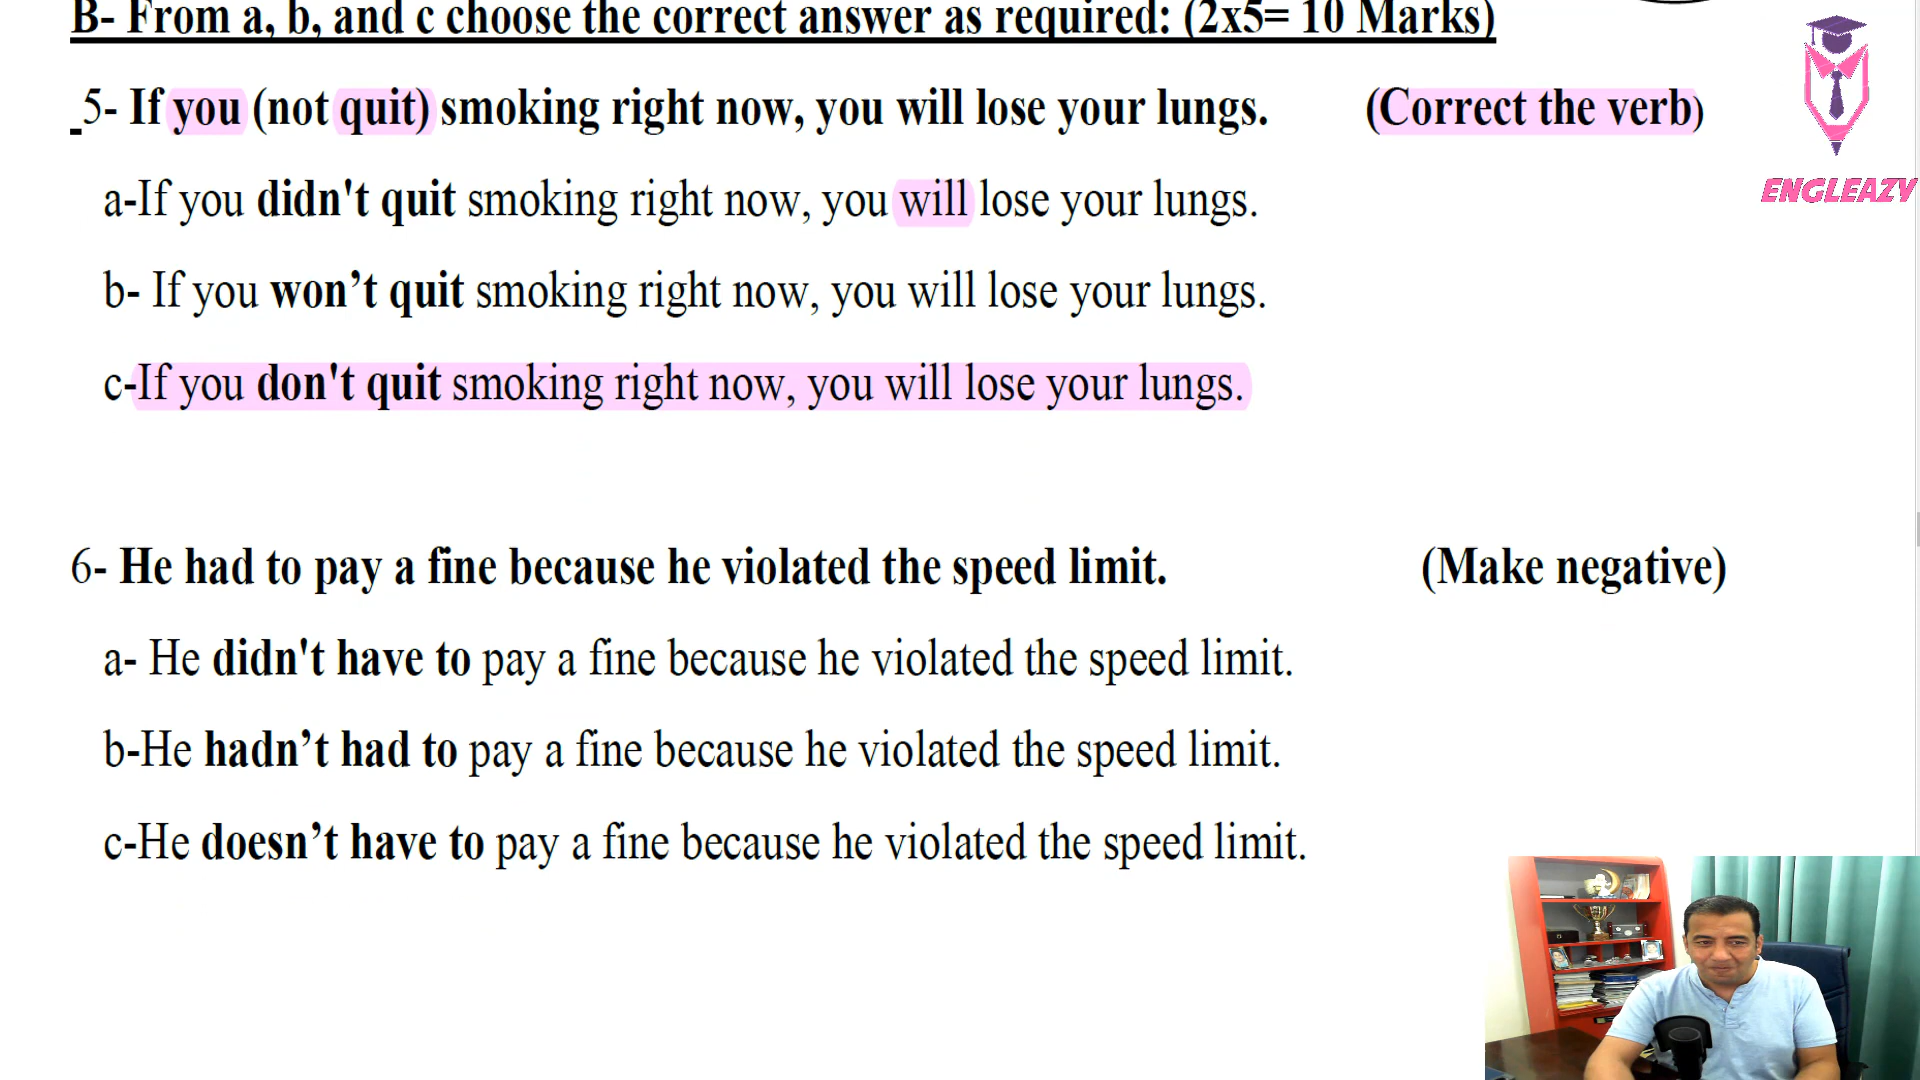 B- From a, b, and c choose the correct answer as required: (2x5= 10 Marks)
5- If you (not quit) smoking right now, you will lose your lungs. (Correct the verb)
a-If you didn't quit smoking right now, you will lose your lungs.
b- If you won’t quit smoking right now, you will lose your lungs.
c-If you don't quit smoking right now, you will lose your lungs.
6- He had to pay a fine because he violated the speed limit. (Make negative)
a- He didn't have to pay a fine because he violated the speed limit.
b-He hadn’t had to pay a fine because he violated the speed limit.
c-He doesn’t have to pay a fine because he violated the speed limit.
ENGLEAZY